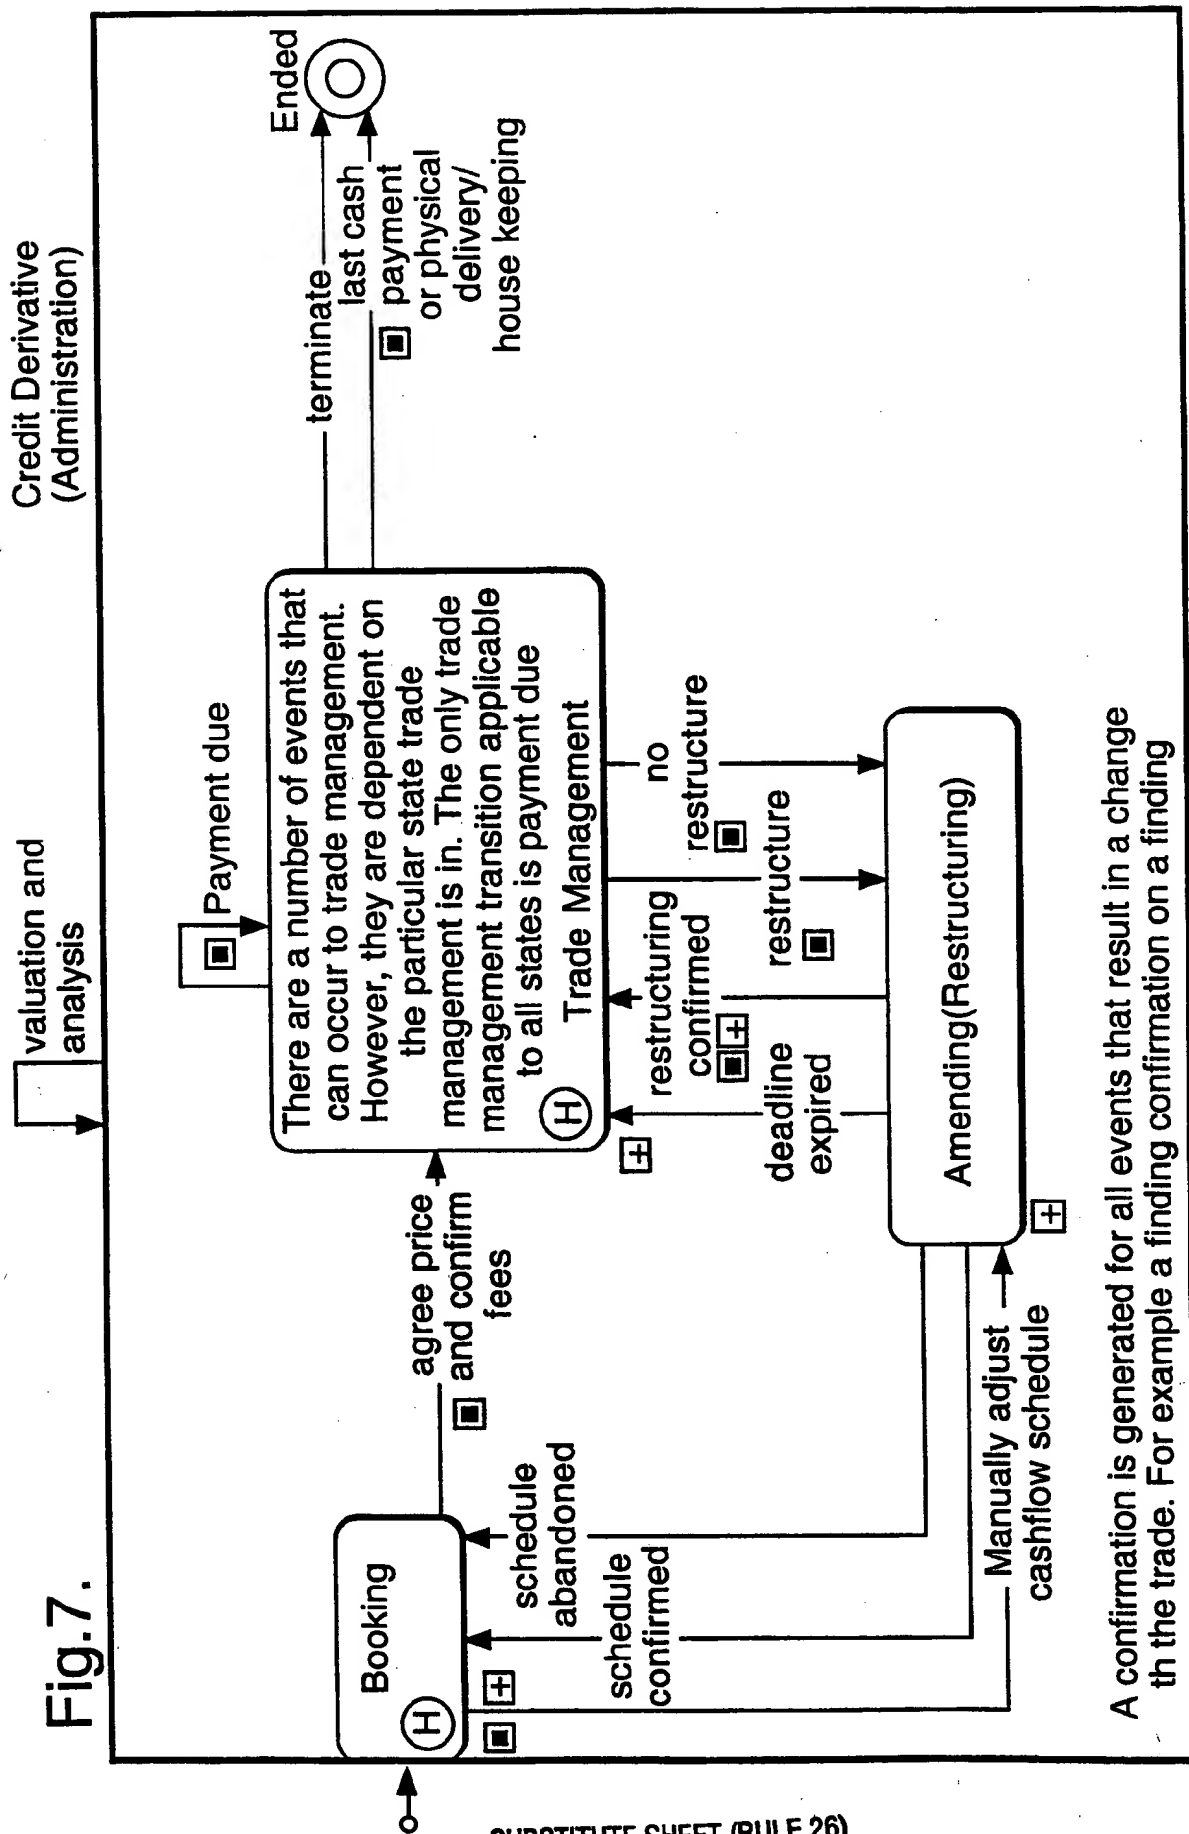 Fig.7.
Credit Derivative
(Administration)
valuation and
analysis
Payment due
Ended
terminate
last cash
payment
or physical
delivery/
house keeping
There are a number of events that
can occur to trade management.
However, they are dependent on
the particular state trade
management is in. The only trade
management transition applicable
to all states is payment due
Trade Management
H
Booking
H
agree price
and confirm
fees
schedule
abandoned
schedule
confirmed
deadline
expired
restructuring
confirmed
restructure
no
restructure
Amending(Restructuring)
Manually adjust
cashflow schedule
A confirmation is generated for all events that result in a change
th the trade. For example a finding confirmation on a finding
SUBSTITUTE SHEET (RULE 26)